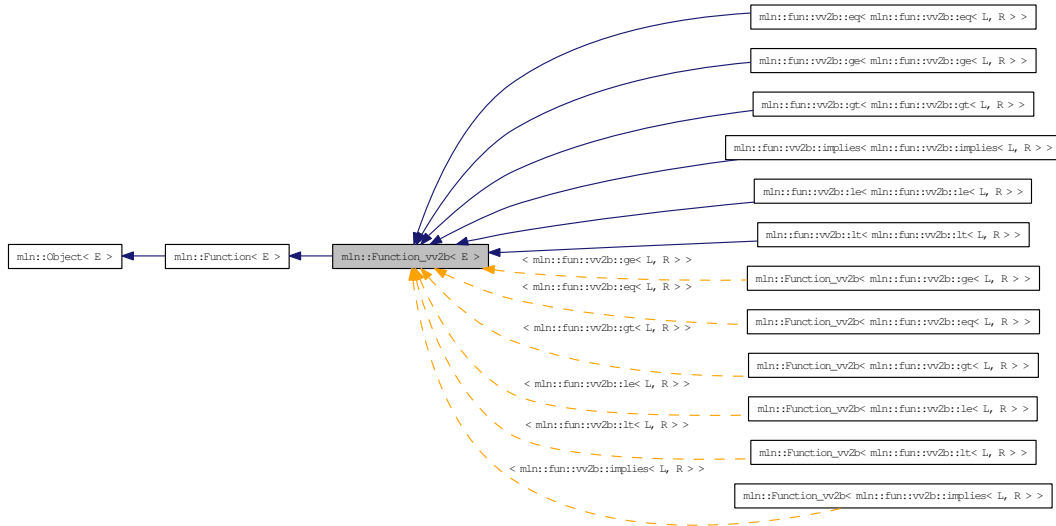 mln::fun::vv2b::eq< mln::fun::vv2b::eq< L, R > >
mln::fun::vv2b::ge< mln::fun::vv2b::ge< L, R > >
mln::fun::vv2b::gt< mln::fun::vv2b::gt< L, R > >
mln::fun::vv2b::implies< mln::fun::vv2b::implies< L, R > >
mln::fun::vv2b::le< mln::fun::vv2b::le< L, R > >
mln::fun::vv2b::lt< mln::fun::vv2b::lt< L, R > >
mln::Object< E >
mln::Function< E >
mln::Function_vv2b< E >
< mln::fun::vv2b::ge< L, R > >
mln::Function_vv2b< mln::fun::vv2b::ge< L, R > >
< mln::fun::vv2b::eq< L, R > >
mln::Function_vv2b< mln::fun::vv2b::eq< L, R > >
< mln::fun::vv2b::gt< L, R > >
mln::Function_vv2b< mln::fun::vv2b::gt< L, R > >
< mln::fun::vv2b::le< L, R > >
mln::Function_vv2b< mln::fun::vv2b::le< L, R > >
< mln::fun::vv2b::lt< L, R > >
mln::Function_vv2b< mln::fun::vv2b::lt< L, R > >
< mln::fun::vv2b::implies< L, R > >
mln::Function_vv2b< mln::fun::vv2b::implies< L, R > >